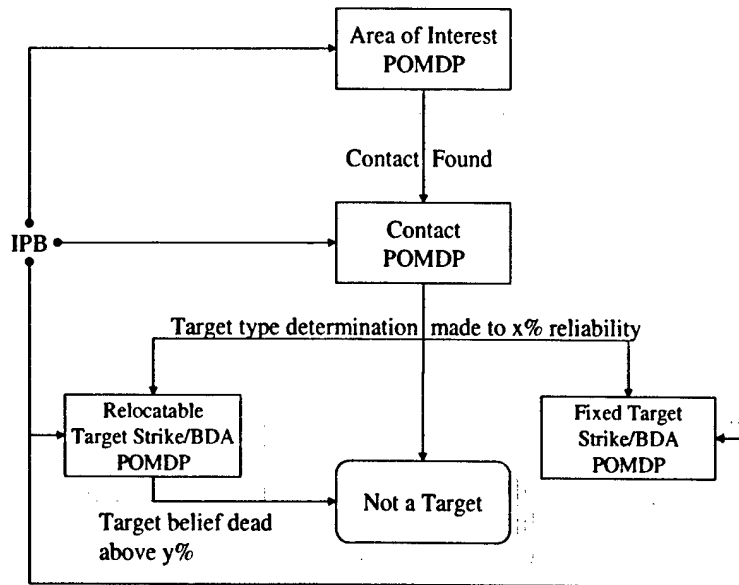 Area of Interest
POMDP
Contact Found
IPB
Contact
POMDP
Target type determination made to x% reliability
Relocatable
Target Strike/BDA
POMDP
Fixed Target
Strike/BDA
POMDP
Not a Target
Target belief dead
above y%